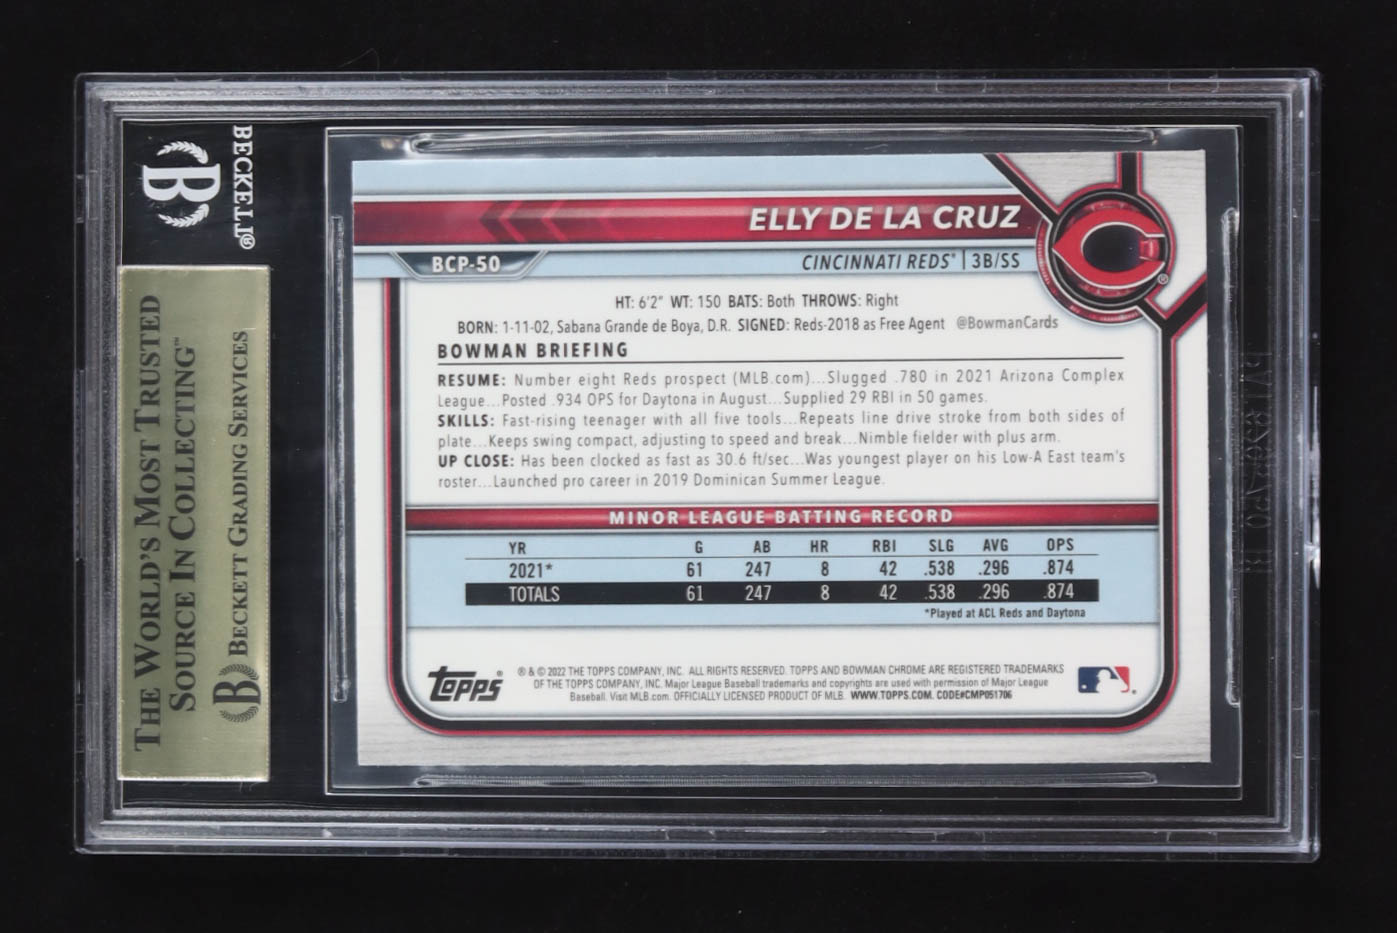 B
BECKETT®
THE WORLD'S MOST TRUSTED
SOURCE IN COLLECTING™
B BECKETT GRADING SERVICES
ELLY DE LA CRUZ
BCP-50
CINCINNATI REDS® | 3B/SS
C®
HT: 6'2" WT: 150 BATS: Both THROWS: Right
BORN: 1-11-02, Sabana Grande de Boya, D.R. SIGNED: Reds-2018 as Free Agent @BowmanCards
BOWMAN BRIEFING
RESUME: Number eight Reds prospect (MLB.com)...Slugged .780 in 2021 Arizona Complex
League...Posted .934 OPS for Daytona in August...Supplied 29 RBI in 50 games.
SKILLS: Fast-rising teenager with all five tools...Repeats line drive stroke from both sides of
plate...Keeps swing compact, adjusting to speed and break...Nimble fielder with plus arm.
UP CLOSE: Has been clocked as fast as 30.6 ft/sec...Was youngest player on his Low-A East team's
roster...Launched pro career in 2019 Dominican Summer League.
MINOR LEAGUE BATTING RECORD
YR G AB HR RBI SLG AVG OPS
2021* 61 247 8 42 .538 .296 .874
TOTALS 61 247 8 42 .538 .296 .874
*Played at ACL Reds and Daytona
Topps®
® & © 2022 THE TOPPS COMPANY, INC. ALL RIGHTS RESERVED. TOPPS AND BOWMAN CHROME ARE REGISTERED TRADEMARKS
OF THE TOPPS COMPANY, INC. Major League Baseball trademarks and copyrights are used with permission of Major League
Baseball. Visit MLB.com. OFFICIALLY LICENSED PRODUCT OF MLB. WWW.TOPPS.COM. CODE#CMP051706